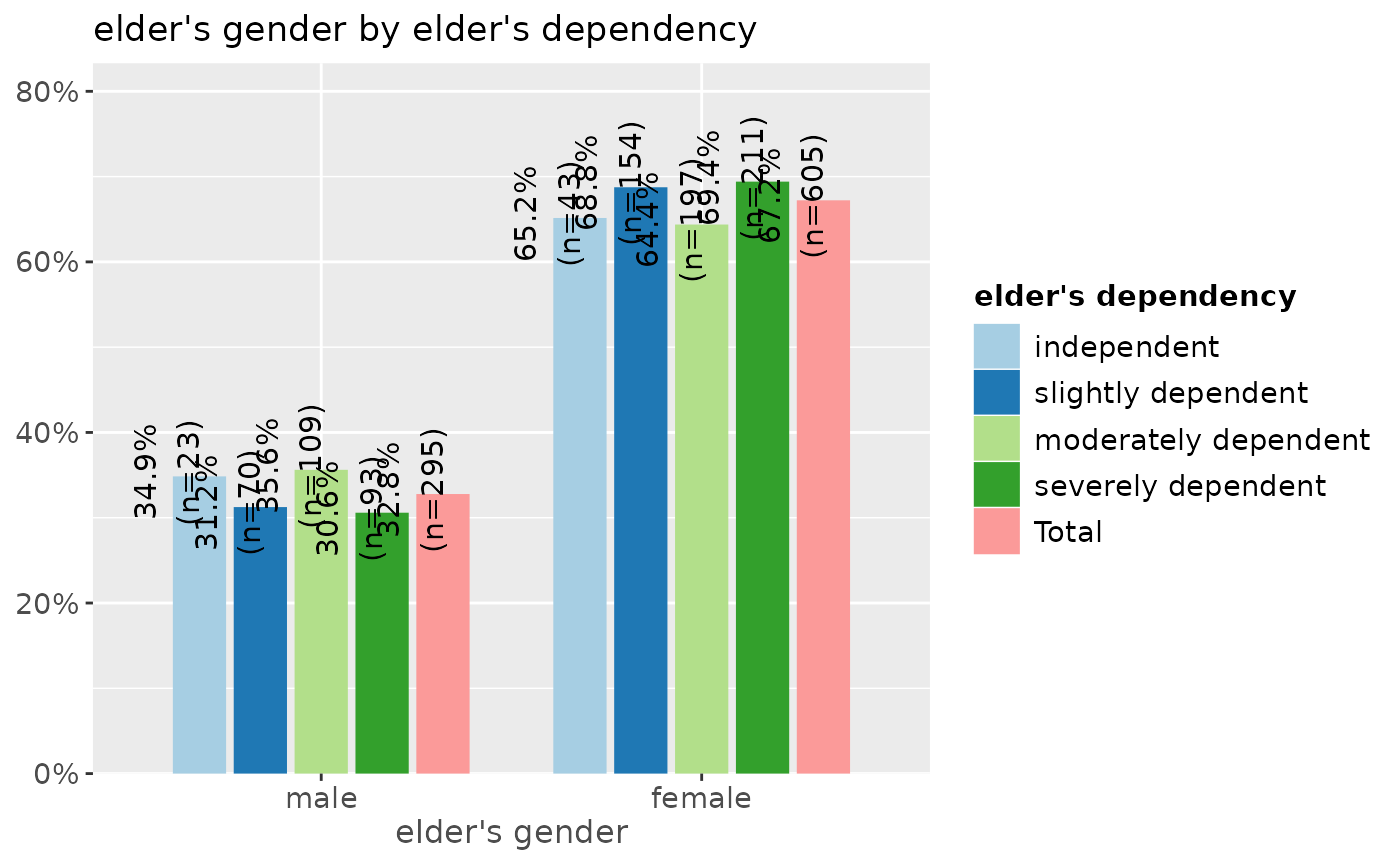 elder's gender by elder's dependency
80%
60%
40%
20%
0%
34.9%
(n=23)
31.2%
(n=70)
35.6%
(n=109)
30.6%
(n=93)
32.8%
(n=295)
65.2%
(n=43)
68.8%
(n=154)
64.4%
(n=197)
69.4%
(n=211)
67.2%
(n=605)
male
female
elder's gender
elder's dependency
independent
slightly dependent
moderately dependent
severely dependent
Total